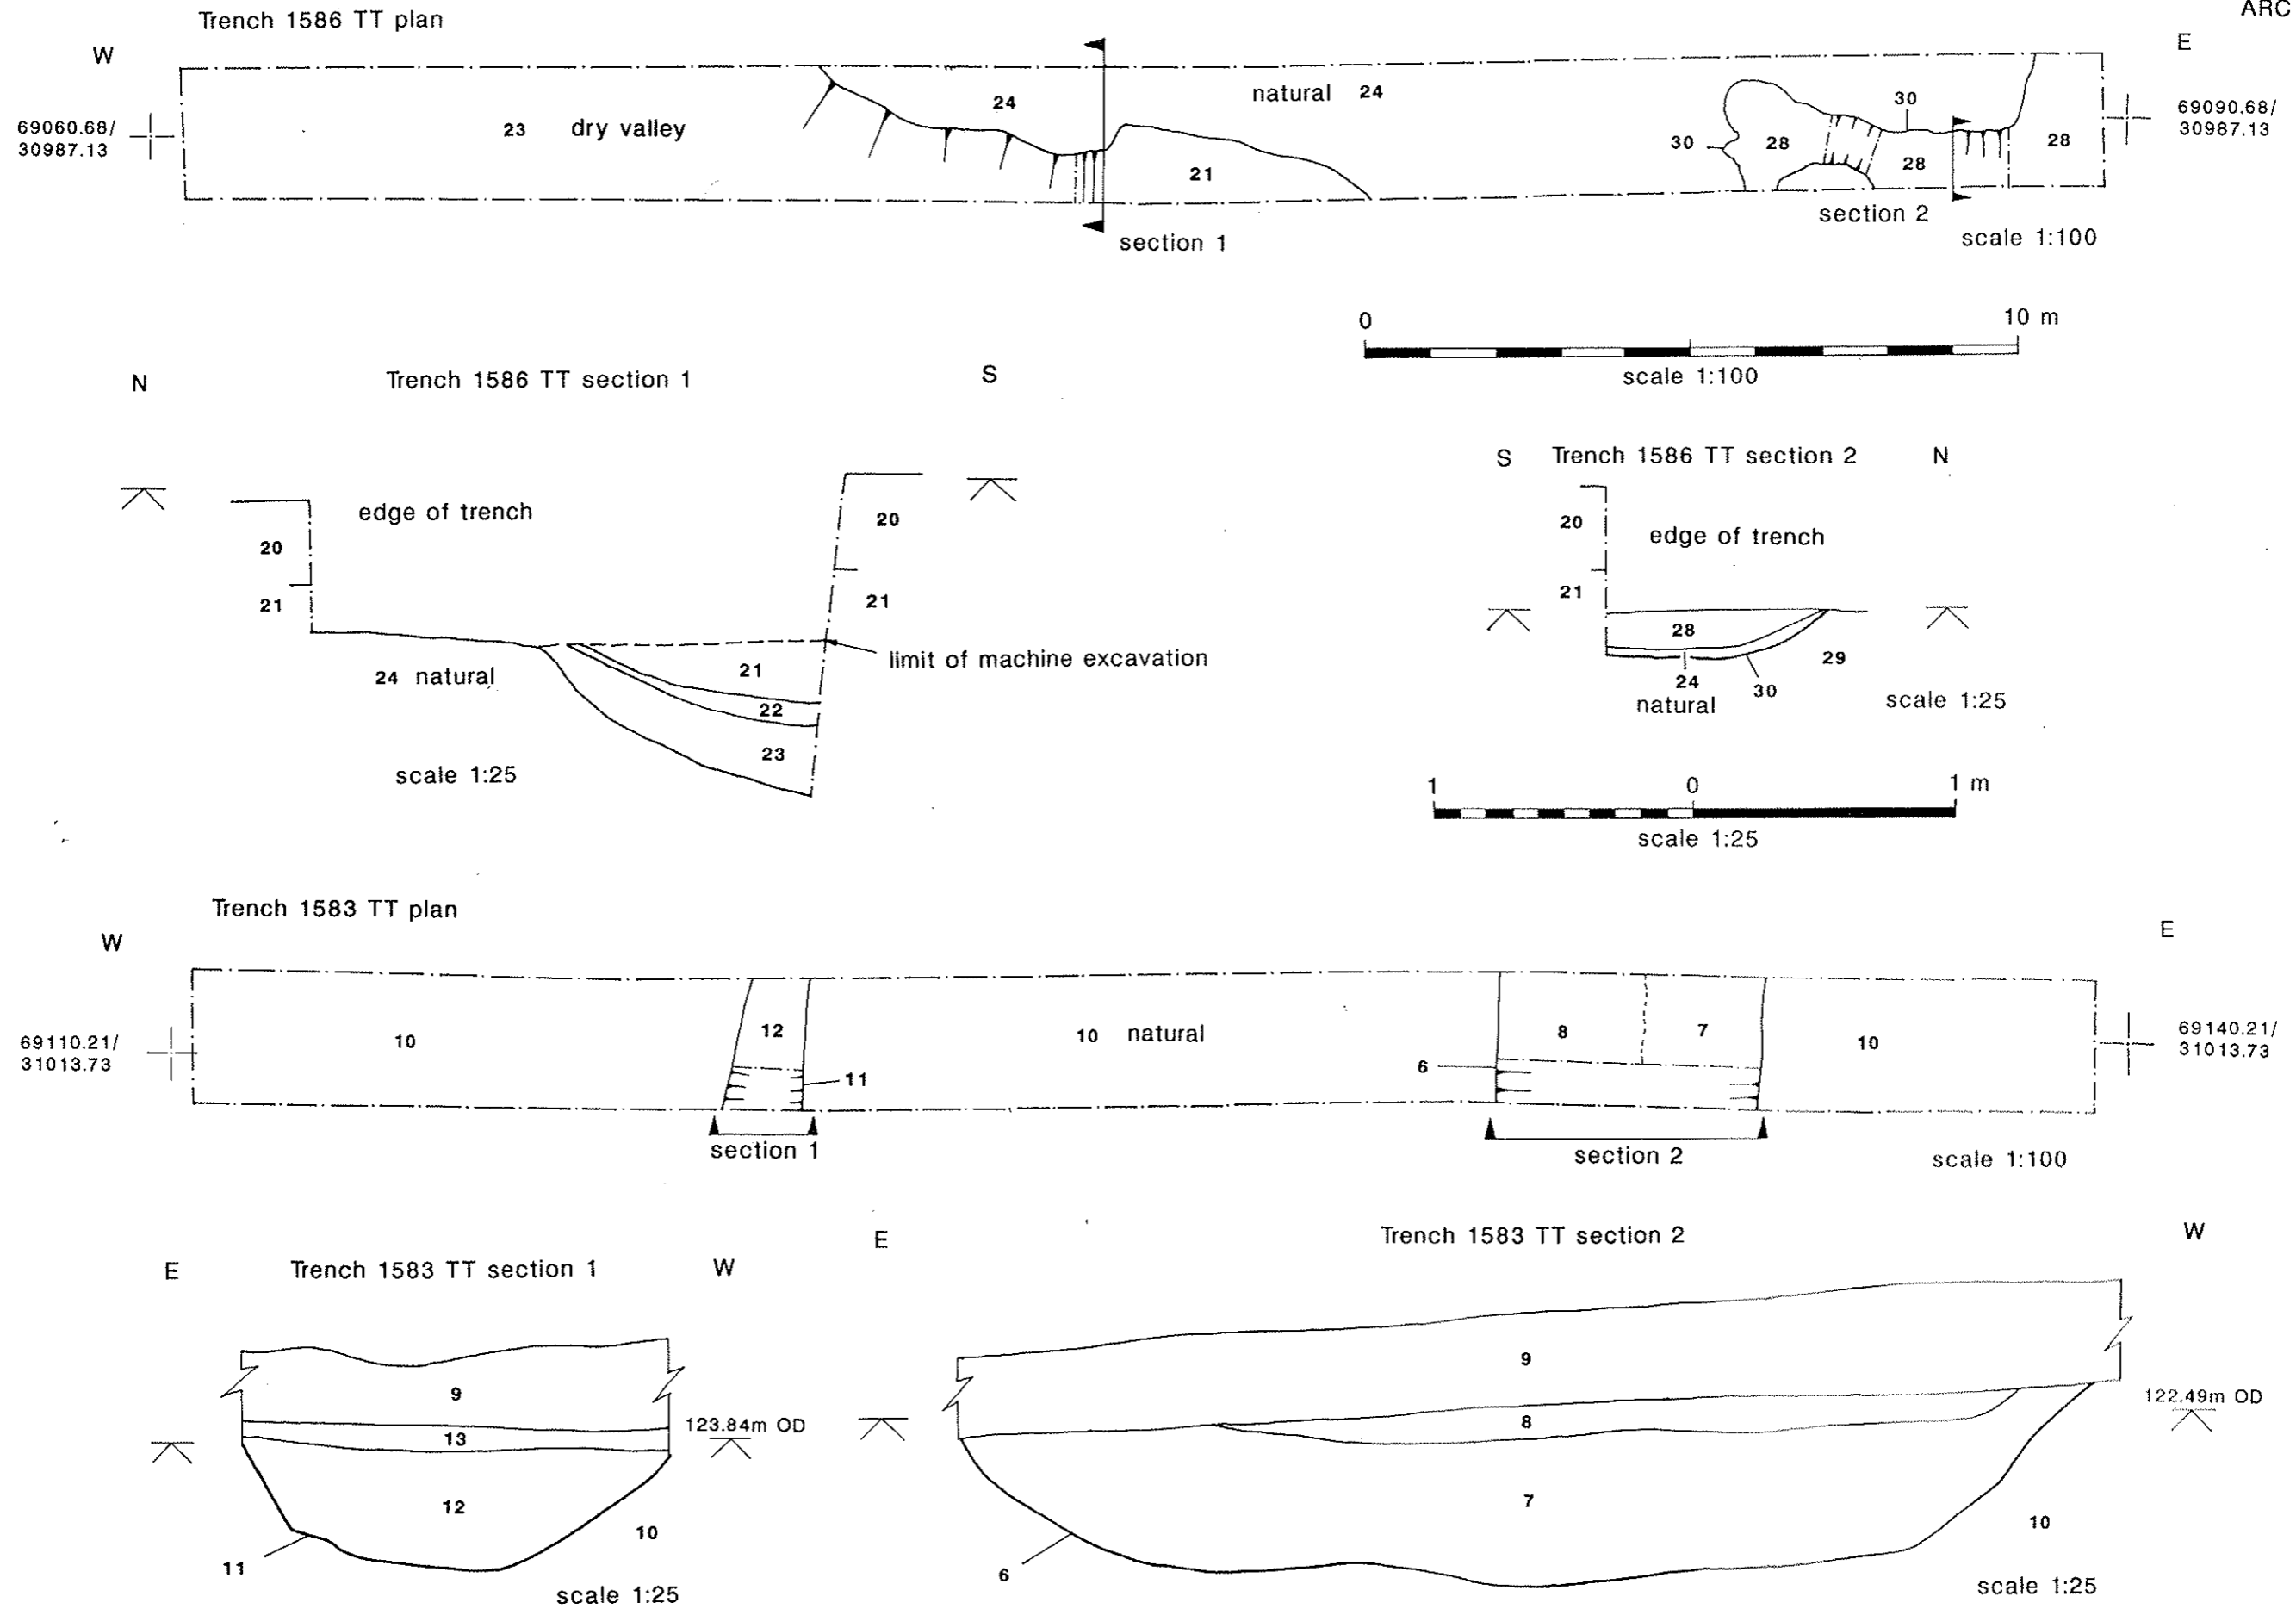 ARC
Trench 1586 TT plan
W
E
69060.68/
30987.13
23 dry valley
24
natural 24
21
30
28
30
28
28
69090.68/
30987.13
section 1
section 2
scale 1:100
0
10 m
scale 1:100
N
Trench 1586 TT section 1
S
edge of trench
20
21
20
21
24 natural
21
22
23
limit of machine excavation
scale 1:25
S
Trench 1586 TT section 2
N
20
21
edge of trench
28
24
natural
30
29
scale 1:25
1
0
1 m
scale 1:25
Trench 1583 TT plan
W
E
69110.21/
31013.73
10
12
11
10 natural
6
8
7
10
69140.21/
31013.73
section 1
section 2
scale 1:100
E
Trench 1583 TT section 1
W
9
13
123.84m OD
12
10
11
scale 1:25
E
Trench 1583 TT section 2
W
9
8
122.49m OD
7
10
6
scale 1:25